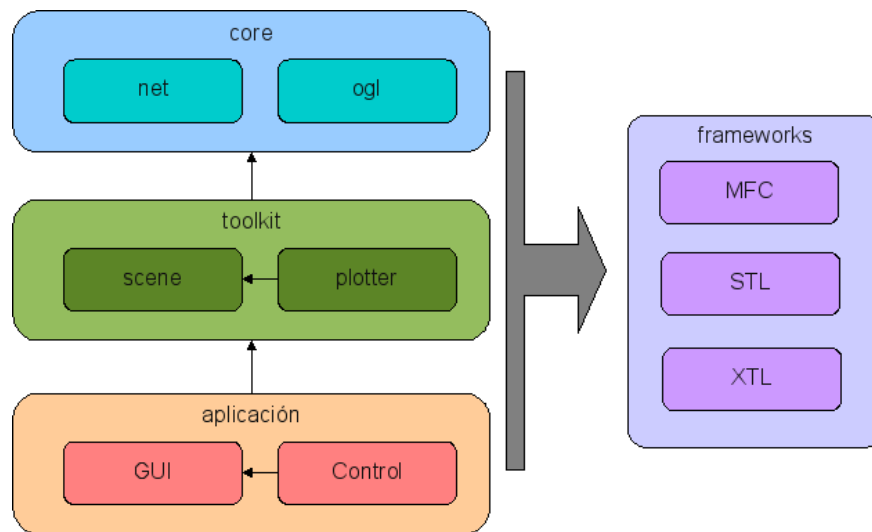 core
net
ogl
toolkit
scene
plotter
aplicación
GUI
Control
frameworks
MFC
STL
XTL